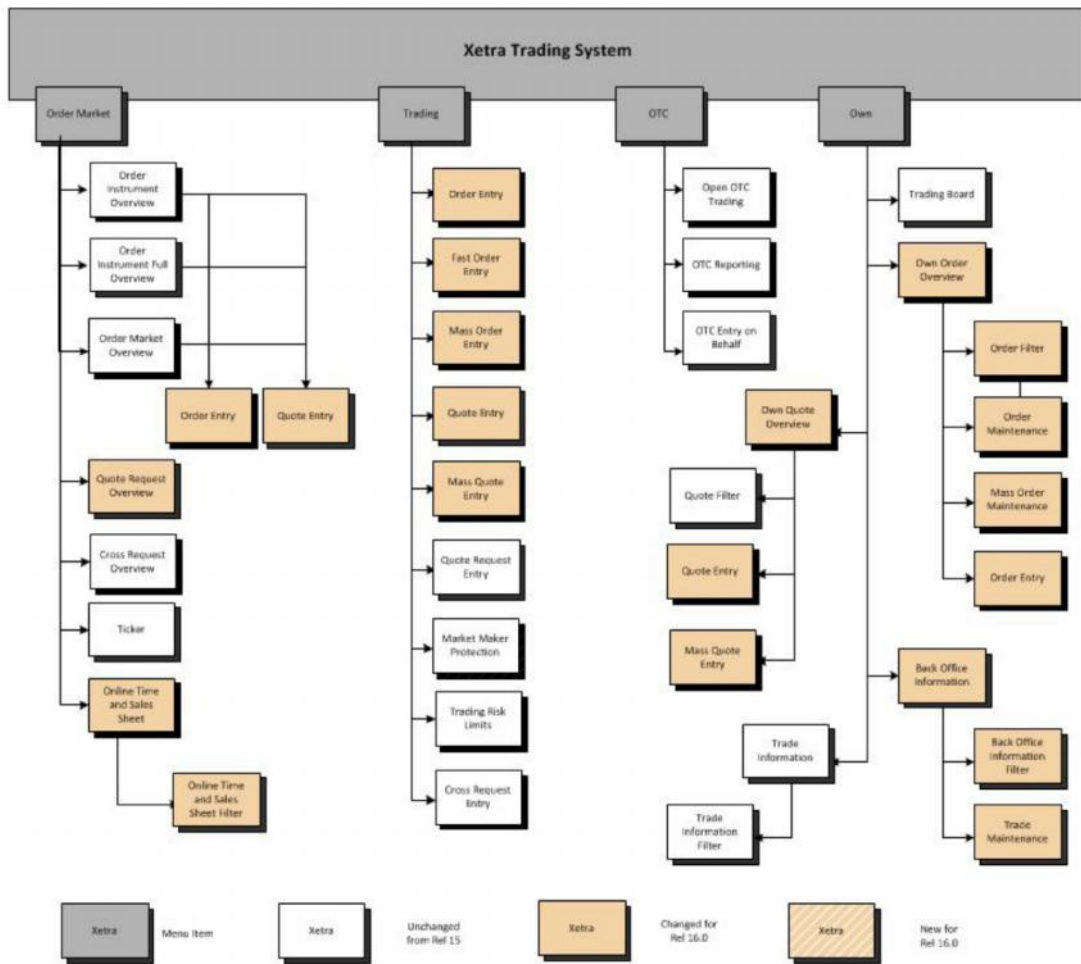 Xetra Trading System
Order Market
Trading
OTC
Own
Order
Instrument
Overview
Order
Instrument Full
Overview
Order Market
Overview
Order Entry
Quote Entry
Quote Request
Overview
Cross Request
Overview
Ticker
Online Time
and Sales
Sheet
Online Time
and Sales
Sheet Filter
Order Entry
Fast Order
Entry
Mass Order
Entry
Quote Entry
Mass Quote
Entry
Quote Request
Entry
Market Maker
Protection
Trading Risk
Limits
Cross Request
Entry
Open OTC
Trading
OTC Reporting
OTC Entry on
Behalf
Own Quote
Overview
Quote Filter
Quote Entry
Mass Quote
Entry
Trade
Information
Trade
Information
Filter
Trading Board
Own Order
Overview
Order Filter
Order
Maintenance
Mass Order
Maintenance
Order Entry
Back Office
Information
Back Office
Information
Filter
Trade
Maintenance
Xetra
Menu Item
Xetra
Unchanged
from Rel 15
Xetra
Changed for
Rel 16.0
Xetra
New for
Rel 16.0